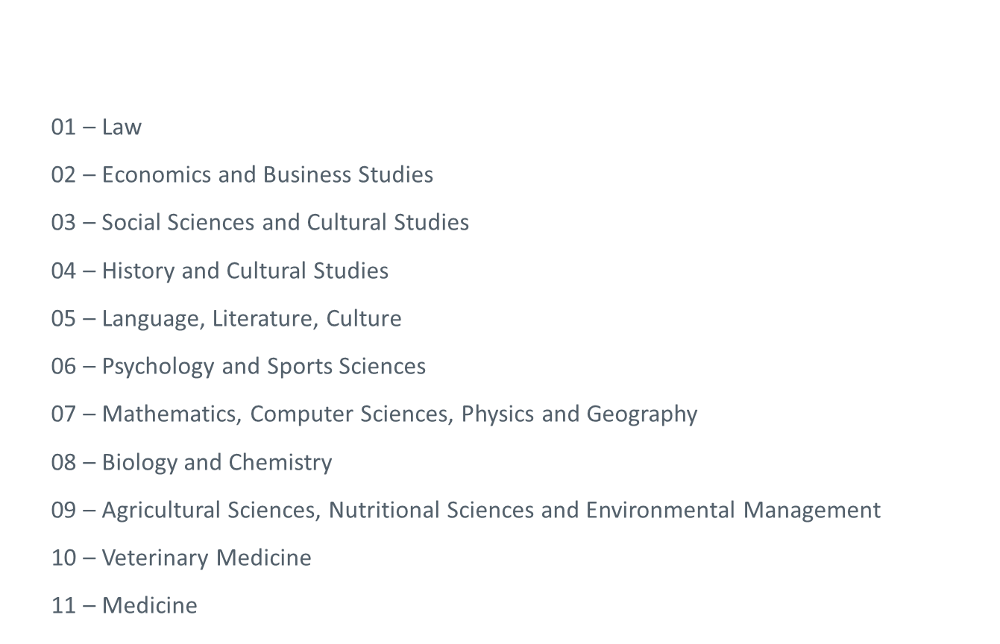 01 – Law
02 – Economics and Business Studies
03 – Social Sciences and Cultural Studies
04 – History and Cultural Studies
05 – Language, Literature, Culture
06 – Psychology and Sports Sciences
07 – Mathematics, Computer Sciences, Physics and Geography
08 – Biology and Chemistry
09 – Agricultural Sciences, Nutritional Sciences and Environmental Management
10 – Veterinary Medicine
11 – Medicine